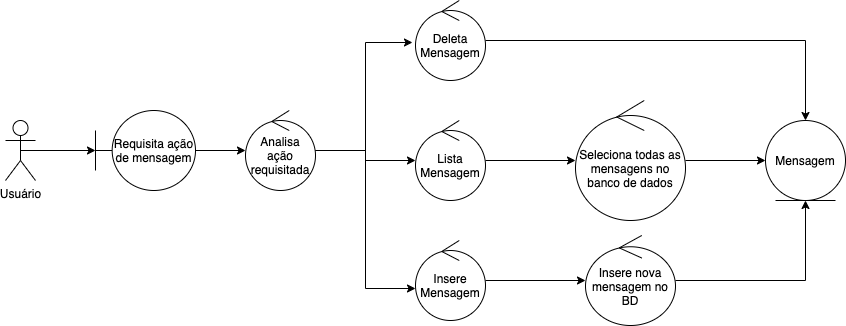 Usuário
Requisita ação
de mensagem
Analisa
ação
requisitada
Deleta
Mensagem
Lista
Mensagem
Seleciona todas as
mensagens no
banco de dados
Insere
Mensagem
Insere nova
mensagem no
BD
Mensagem